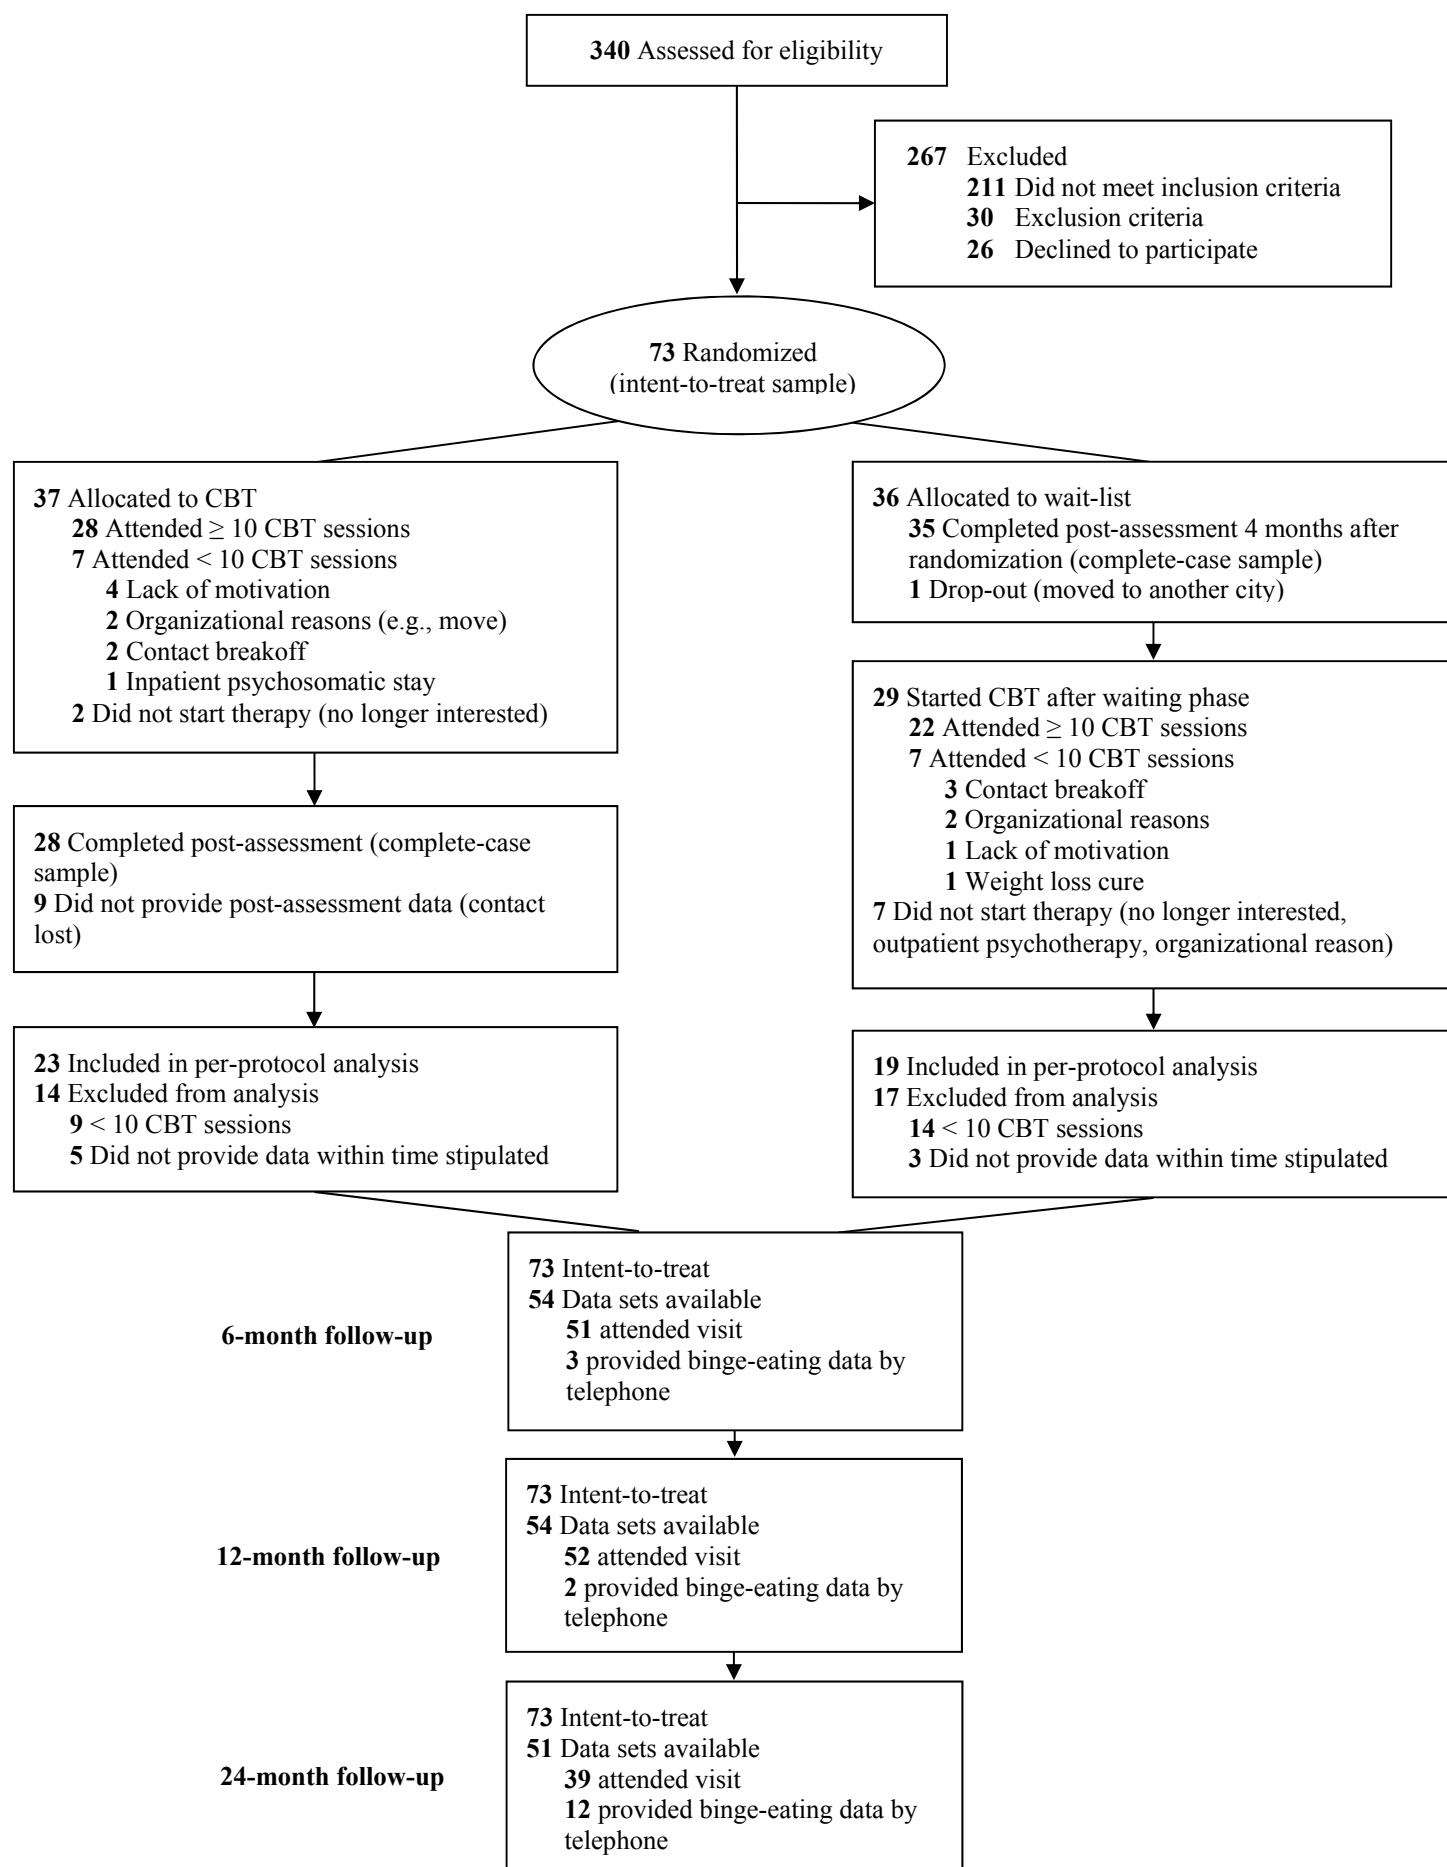 340 Assessed for eligibility
267 Excluded
211 Did not meet inclusion criteria
30 Exclusion criteria
26 Declined to participate
73 Randomized
(intent-to-treat sample)
37 Allocated to CBT
28 Attended ≥ 10 CBT sessions
7 Attended < 10 CBT sessions
4 Lack of motivation
2 Organizational reasons (e.g., move)
2 Contact breakoff
1 Inpatient psychosomatic stay
2 Did not start therapy (no longer interested)
36 Allocated to wait-list
35 Completed post-assessment 4 months after
randomization (complete-case sample)
1 Drop-out (moved to another city)
29 Started CBT after waiting phase
22 Attended ≥ 10 CBT sessions
7 Attended < 10 CBT sessions
3 Contact breakoff
2 Organizational reasons
1 Lack of motivation
1 Weight loss cure
7 Did not start therapy (no longer interested,
outpatient psychotherapy, organizational reason)
28 Completed post-assessment (complete-case
sample)
9 Did not provide post-assessment data (contact
lost)
23 Included in per-protocol analysis
14 Excluded from analysis
9 < 10 CBT sessions
5 Did not provide data within time stipulated
19 Included in per-protocol analysis
17 Excluded from analysis
14 < 10 CBT sessions
3 Did not provide data within time stipulated
6-month follow-up
73 Intent-to-treat
54 Data sets available
51 attended visit
3 provided binge-eating data by
telephone
12-month follow-up
73 Intent-to-treat
54 Data sets available
52 attended visit
2 provided binge-eating data by
telephone
24-month follow-up
73 Intent-to-treat
51 Data sets available
39 attended visit
12 provided binge-eating data by
telephone